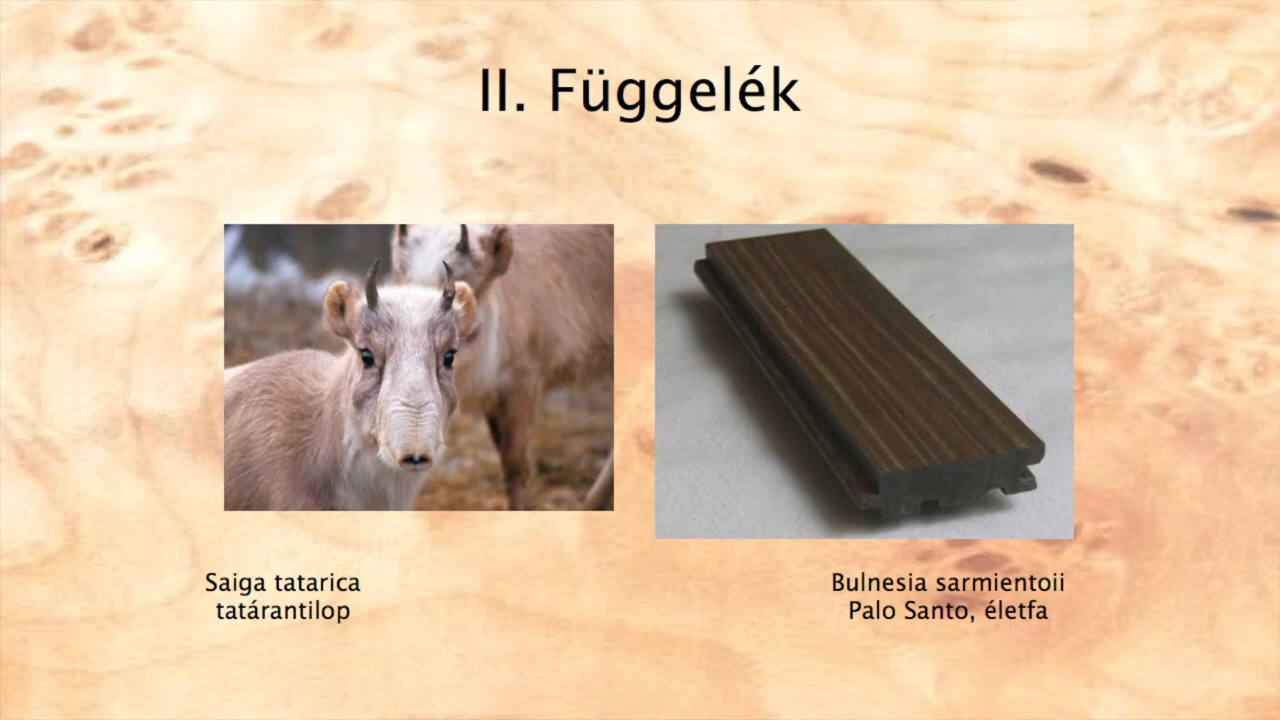 II. Függelék
Saiga tatarica
tatárantilop
Bulnesia sarmientoii
Palo Santo, életfa